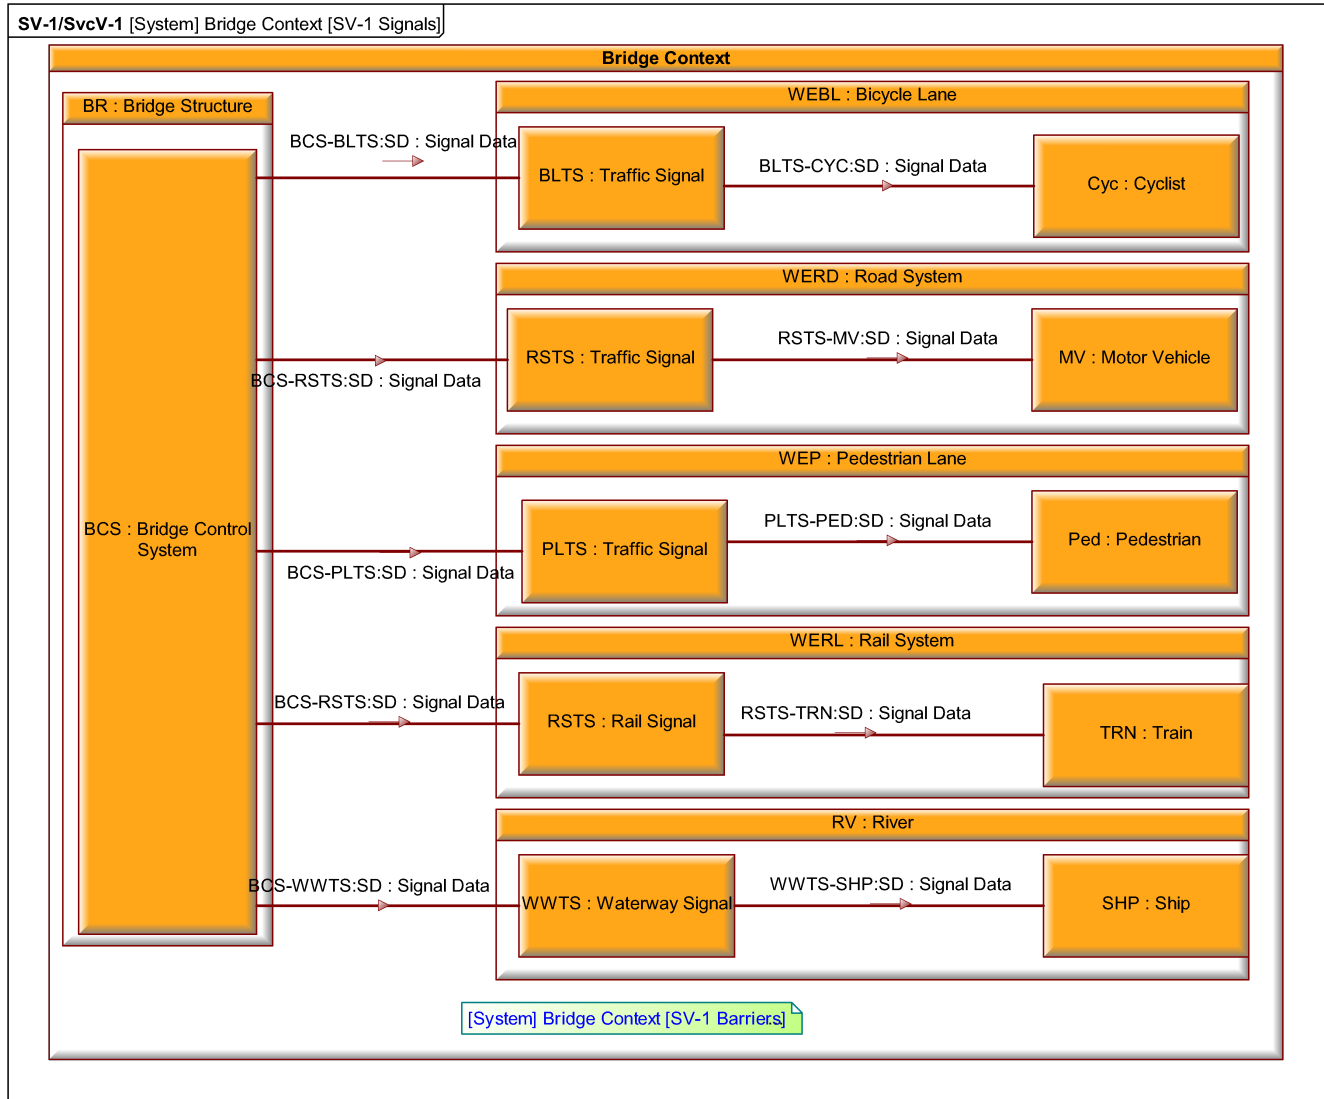 SV-1/SvcV-1 [System] Bridge Context [SV-1 Signals]
Bridge Context
BR : Bridge Structure
BCS : Bridge Control
System
WEBL : Bicycle Lane
BCS-BLTS:SD : Signal Data
BLTS : Traffic Signal
BLTS-CYC:SD : Signal Data
Cyc : Cyclist
WERD : Road System
BCS-RSTS:SD : Signal Data
RSTS : Traffic Signal
RSTS-MV:SD : Signal Data
MV : Motor Vehicle
WEP : Pedestrian Lane
BCS-PLTS:SD : Signal Data
PLTS : Traffic Signal
PLTS-PED:SD : Signal Data
Ped : Pedestrian
WERL : Rail System
BCS-RSTS:SD : Signal Data
RSTS : Rail Signal
RSTS-TRN:SD : Signal Data
TRN : Train
RV : River
BCS-WWTS:SD : Signal Data
WWTS : Waterway Signal
WWTS-SHP:SD : Signal Data
SHP : Ship
[System] Bridge Context [SV-1 Barriers]